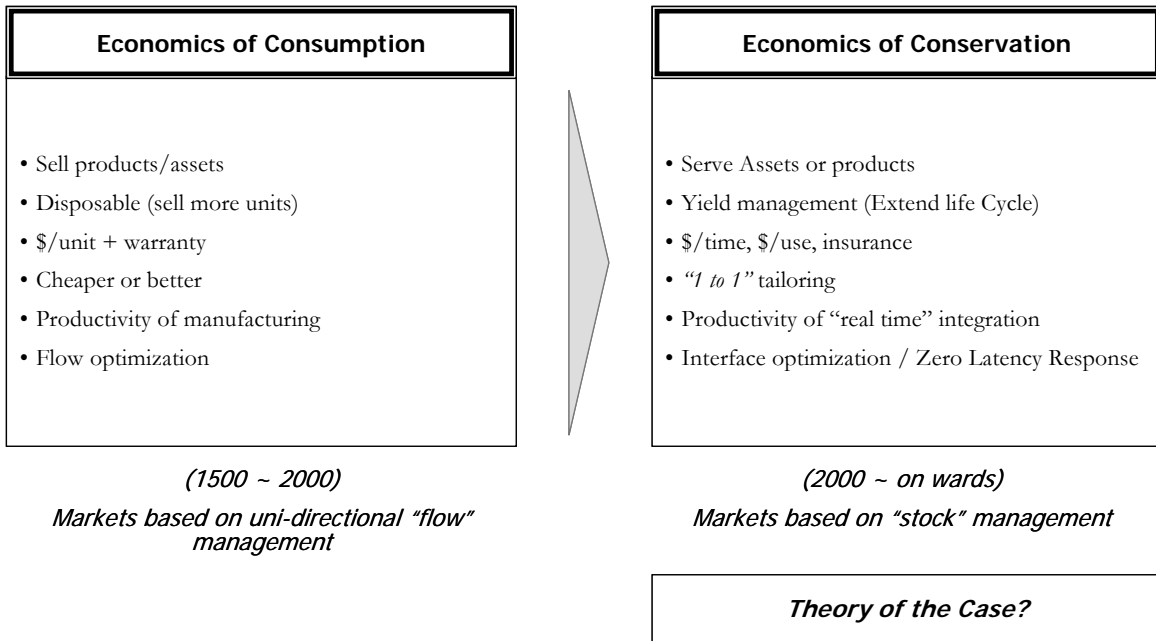 Economics of Consumption
• Sell products/assets
• Disposable (sell more units)
• $/unit + warranty
• Cheaper or better
• Productivity of manufacturing
• Flow optimization
(1500 ~ 2000)
Markets based on uni-directional “flow”
management
Economics of Conservation
• Serve Assets or products
• Yield management (Extend life Cycle)
• $/time, $/use, insurance
• “1 to 1” tailoring
• Productivity of “real time” integration
• Interface optimization / Zero Latency Response
(2000 ~ on wards)
Markets based on “stock” management
Theory of the Case?